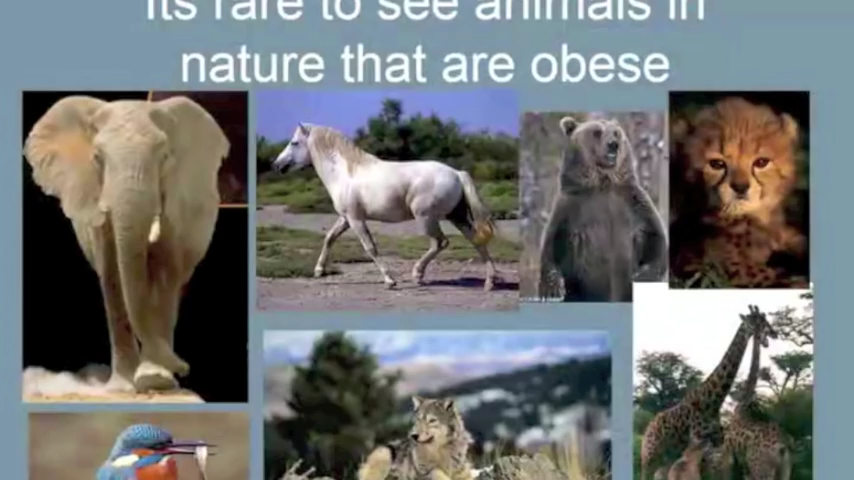 Its rare to see animals in
nature that are obese